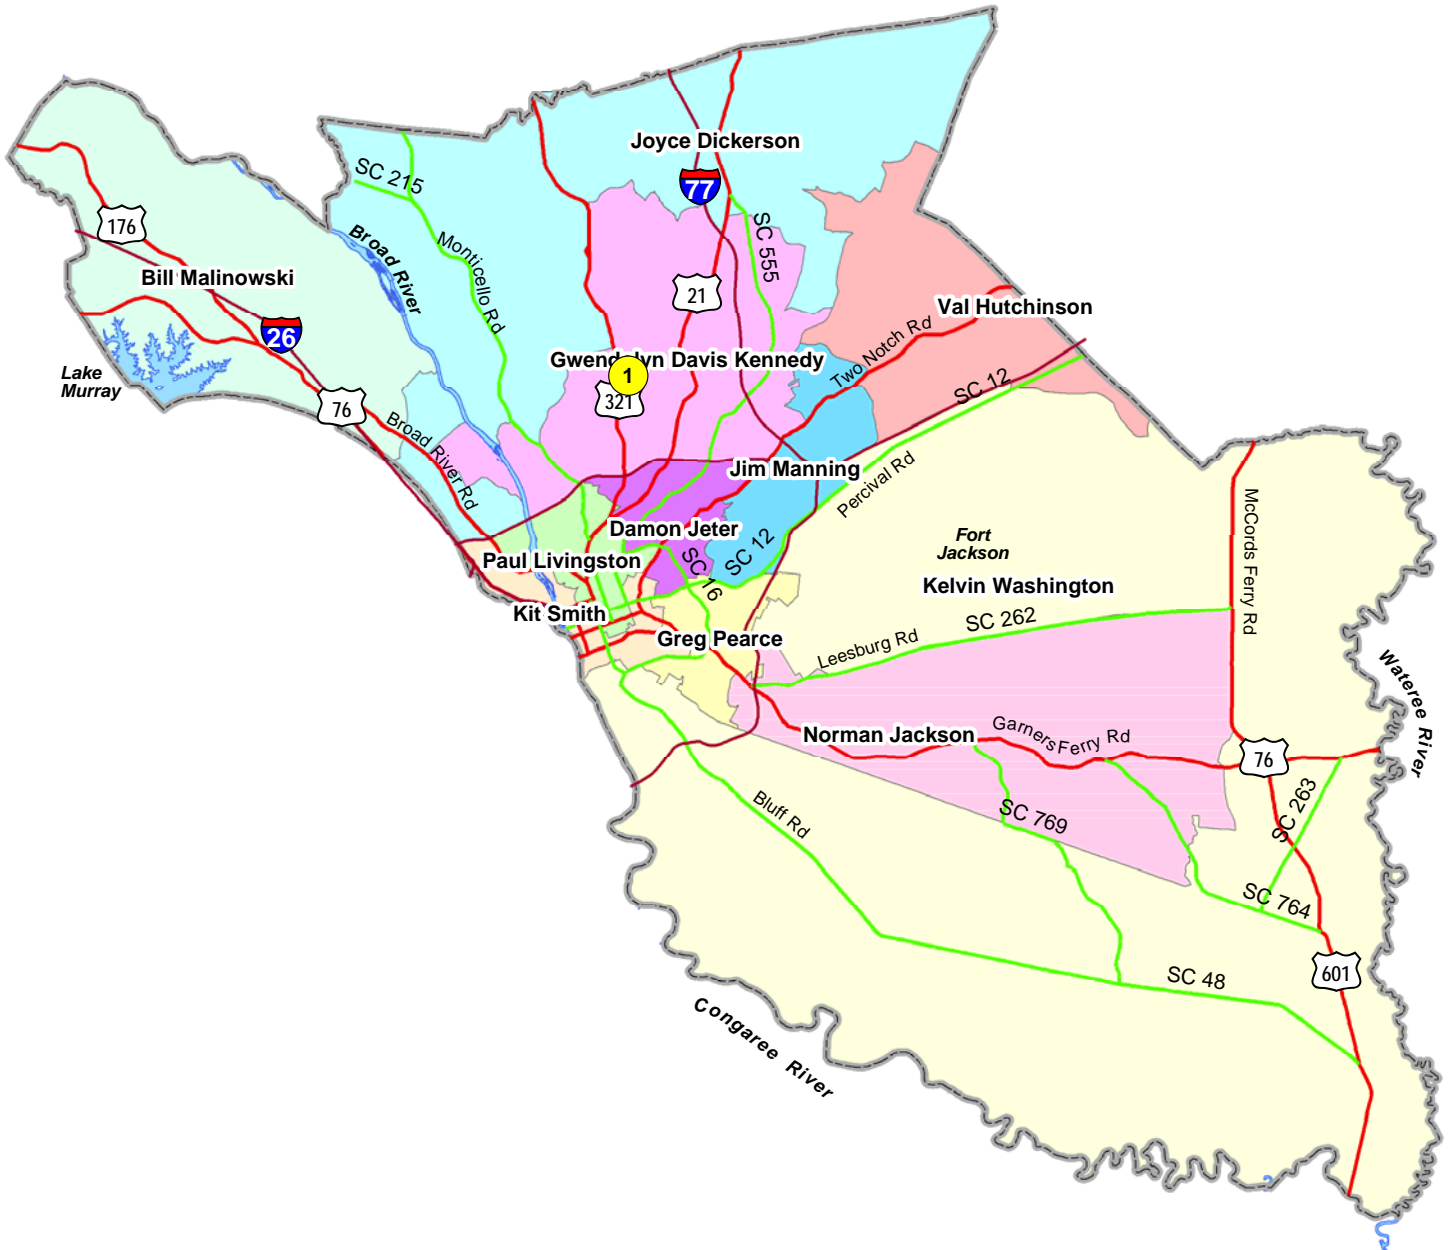 Joyce Dickerson
SC 215
77
176
Broad River
SC 555
Monticello Rd
Bill Malinowski
21
Val Hutchinson
26
Two Notch Rd
Gwendolyn Davis Kennedy
1
321
Lake
Murray
SC 12
76
Broad River Rd
Jim Manning
Percival Rd
McCords Ferry Rd
Damon Jeter
Fort
Jackson
SC 12
Paul Livingston
SC 16
Kelvin Washington
Kit Smith
SC 262
Greg Pearce
Leesburg Rd
Wateree River
Norman Jackson
Garners Ferry Rd
76
Bluff Rd
SC 769
SC 263
SC 764
601
SC 48
Congaree River